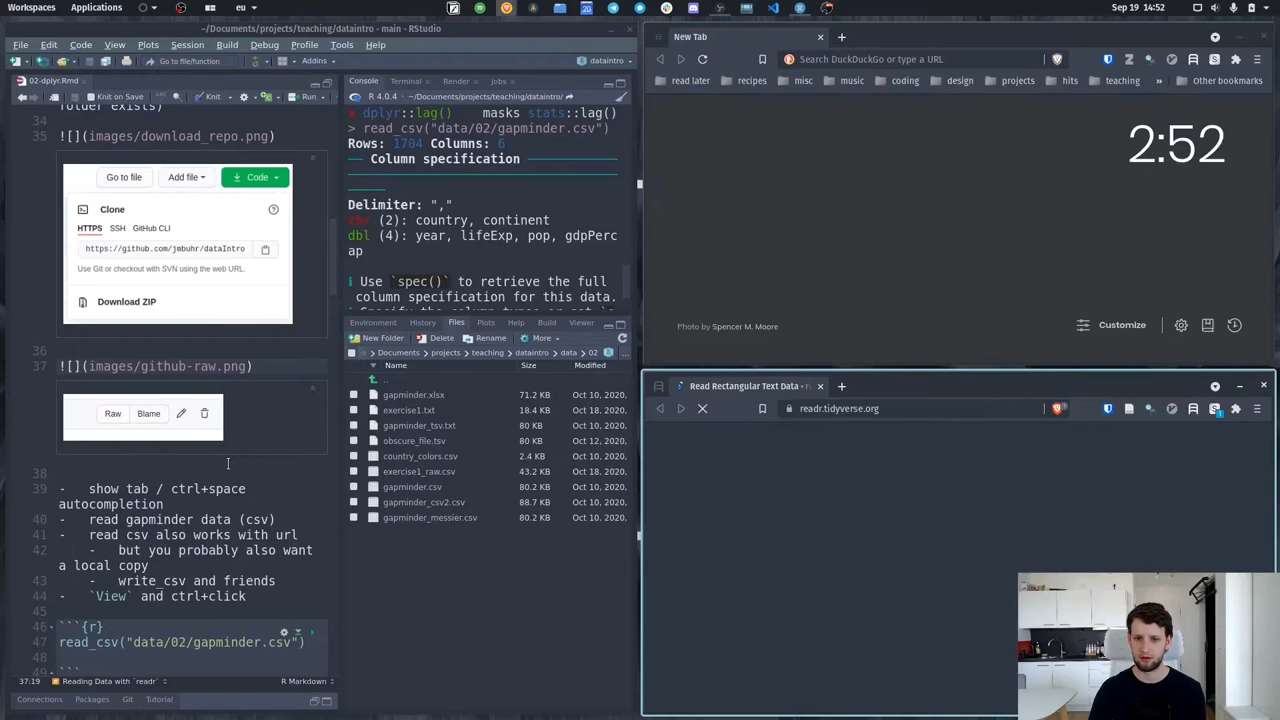 Places
Applications
eu
20
Sep 19
14:52
~/Documents/projects/teaching/dataintro - main - RStudio
File Edit Code View Plots Session Build Debug Profile Tools Help
Go to file/function
Addins
dataintro
02-dplyr.Rmd
Knit on Save
Knit
Run
folder exists)
34
35 ![](images/download_repo.png)
Go to file
Add file
Code
Clone
HTTPS SSH GitHub CLI
https://github.com/jmbuhr/dataIntro
Use Git or checkout with SVN using the web URL.
Download ZIP
36
37 ![](images/github-raw.png)
Raw
Blame
38
39 - show tab / ctrl+space
autocompletion
40 - read gapminder data (csv)
41 - read csv also works with url
42 - but you probably also want
a local copy
43 - write_csv and friends
44 - `View` and ctrl+click
45
46 ```{r}
47 read_csv("data/02/gapminder.csv")
48
49 ```
37:19
Reading Data with `readr`
R Markdown
Connections Packages Git Tutorial
Console Terminal Render Jobs
R 4.0.4 · ~/Documents/projects/teaching/dataintro/
x dplyr::lag() masks stats::lag()
> read_csv("data/02/gapminder.csv")
Rows: 1704 Columns: 6
── Column specification ────────
Delimiter: ","
chr (2): country, continent
dbl (4): year, lifeExp, pop, gdpPerc
ap
ℹ Use `spec()` to retrieve the full
column specification for this data.
Environment History Files Plots Help Build Viewer
New Folder
Delete
Rename
More
Documents projects teaching dataintro data 02
Name Size Modified
..
gapminder.xlsx 71.2 KB Oct 10, 2020,
exercise1.txt 18.4 KB Oct 18, 2020,
gapminder_tsv.txt 80 KB Oct 10, 2020,
obscure_file.tsv 80 KB Oct 12, 2020,
country_colors.csv 2.4 KB Oct 10, 2020,
exercise1_raw.csv 43.2 KB Oct 18, 2020,
gapminder.csv 80.2 KB Oct 10, 2020,
gapminder_csv2.csv 88.7 KB Oct 10, 2020,
gapminder_messier.csv 80.2 KB Oct 10, 2020,
New Tab
Search DuckDuckGo or type a URL
read later
recipes
misc
music
coding
design
projects
hits
teaching
»
Other bookmarks
2:52
Photo by Spencer M. Moore
Customize
Read Rectangular Text Data •
readr.tidyverse.org
1